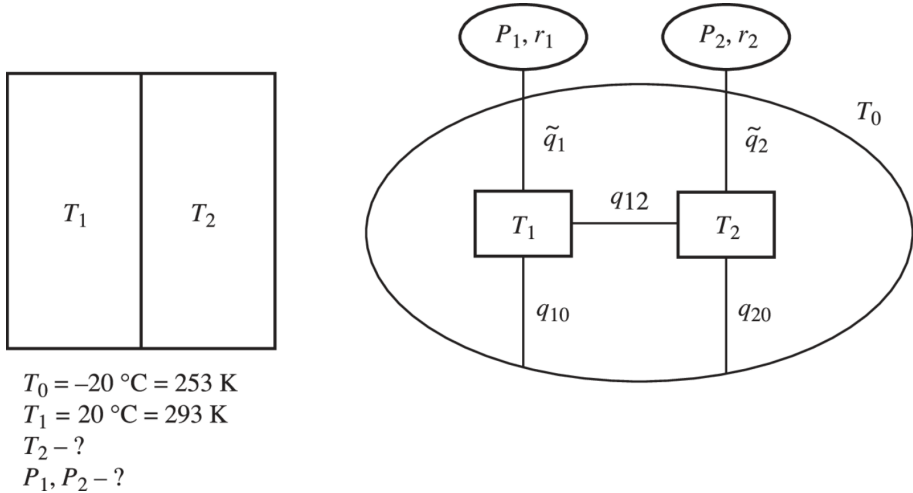 T₁
T₂
T₀ = –20 °C = 253 K
T₁ = 20 °C = 293 K
T₂ – ?
P₁, P₂ – ?
P₁, r₁
P₂, r₂
T₀
q̃₁
q̃₂
q₁₂
T₁
T₂
q₁₀
q₂₀